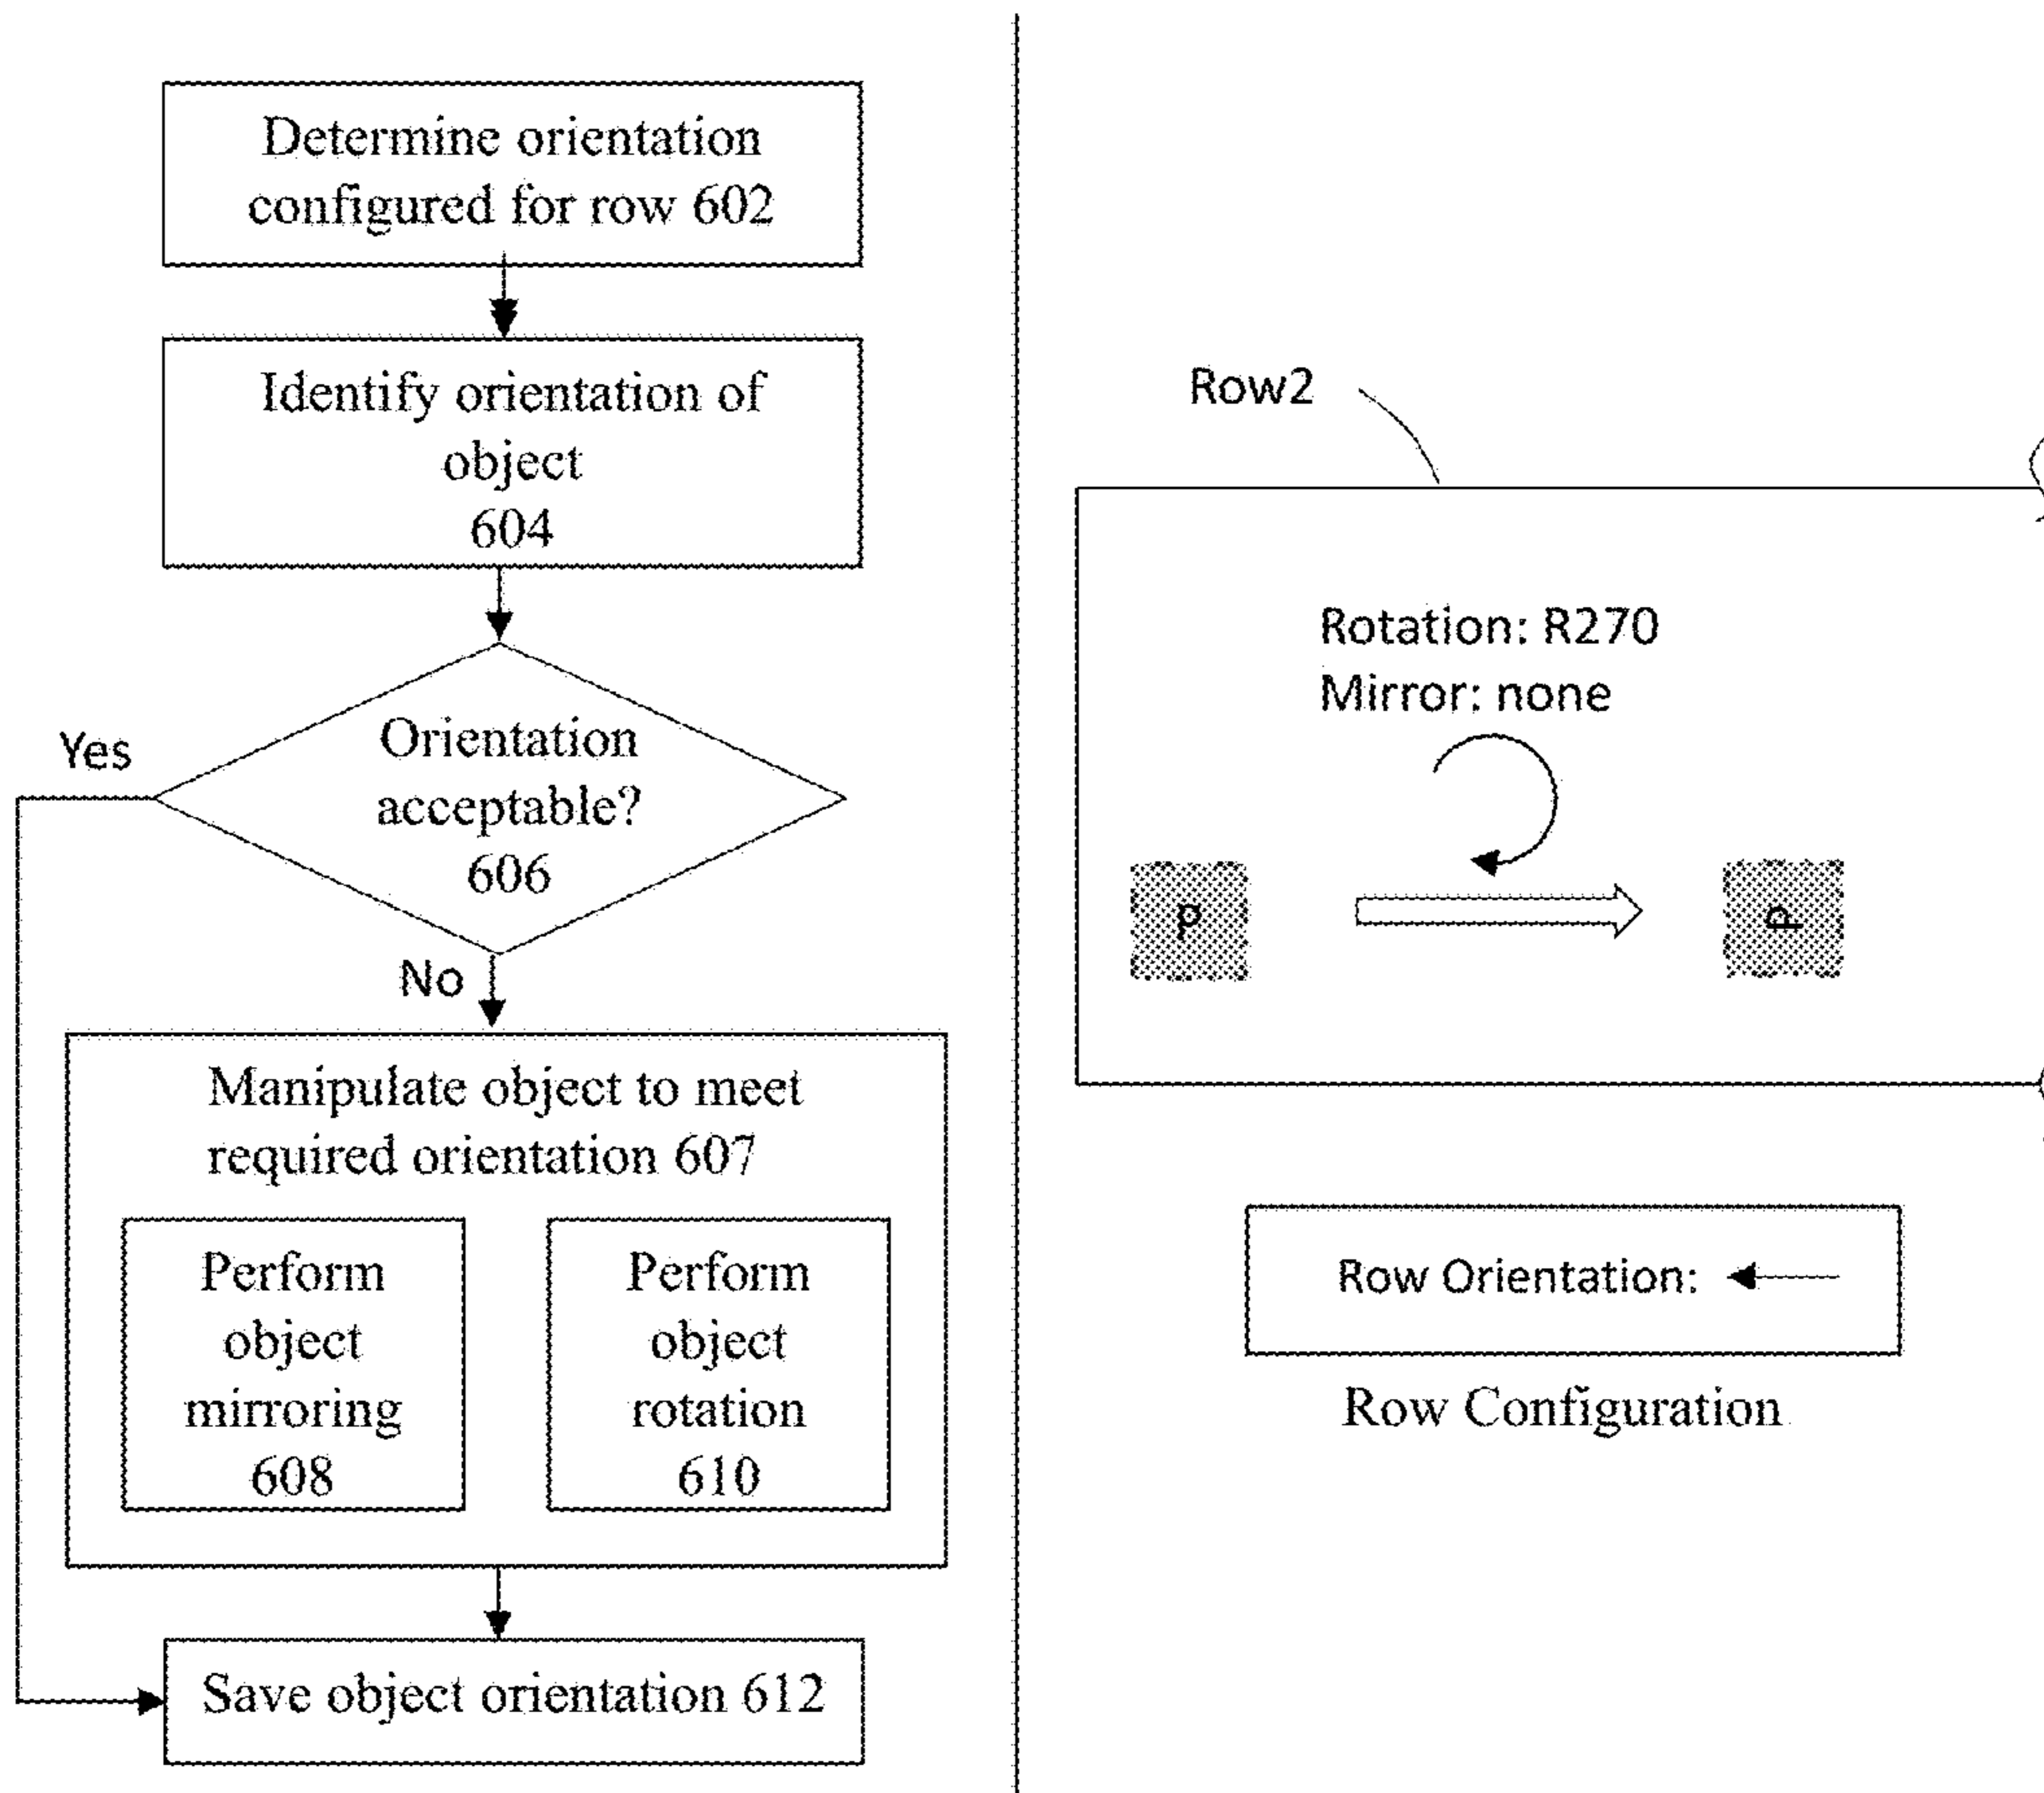 Determine orientation
configured for row 602
Identify orientation of
object
604
Orientation
acceptable?
606
Yes
No
Manipulate object to meet
required orientation 607
Perform
object
mirroring
608
Perform
object
rotation
610
Save object orientation 612
Row2
Rotation: R270
Mirror: none
P
P
Row Orientation:
Row Configuration